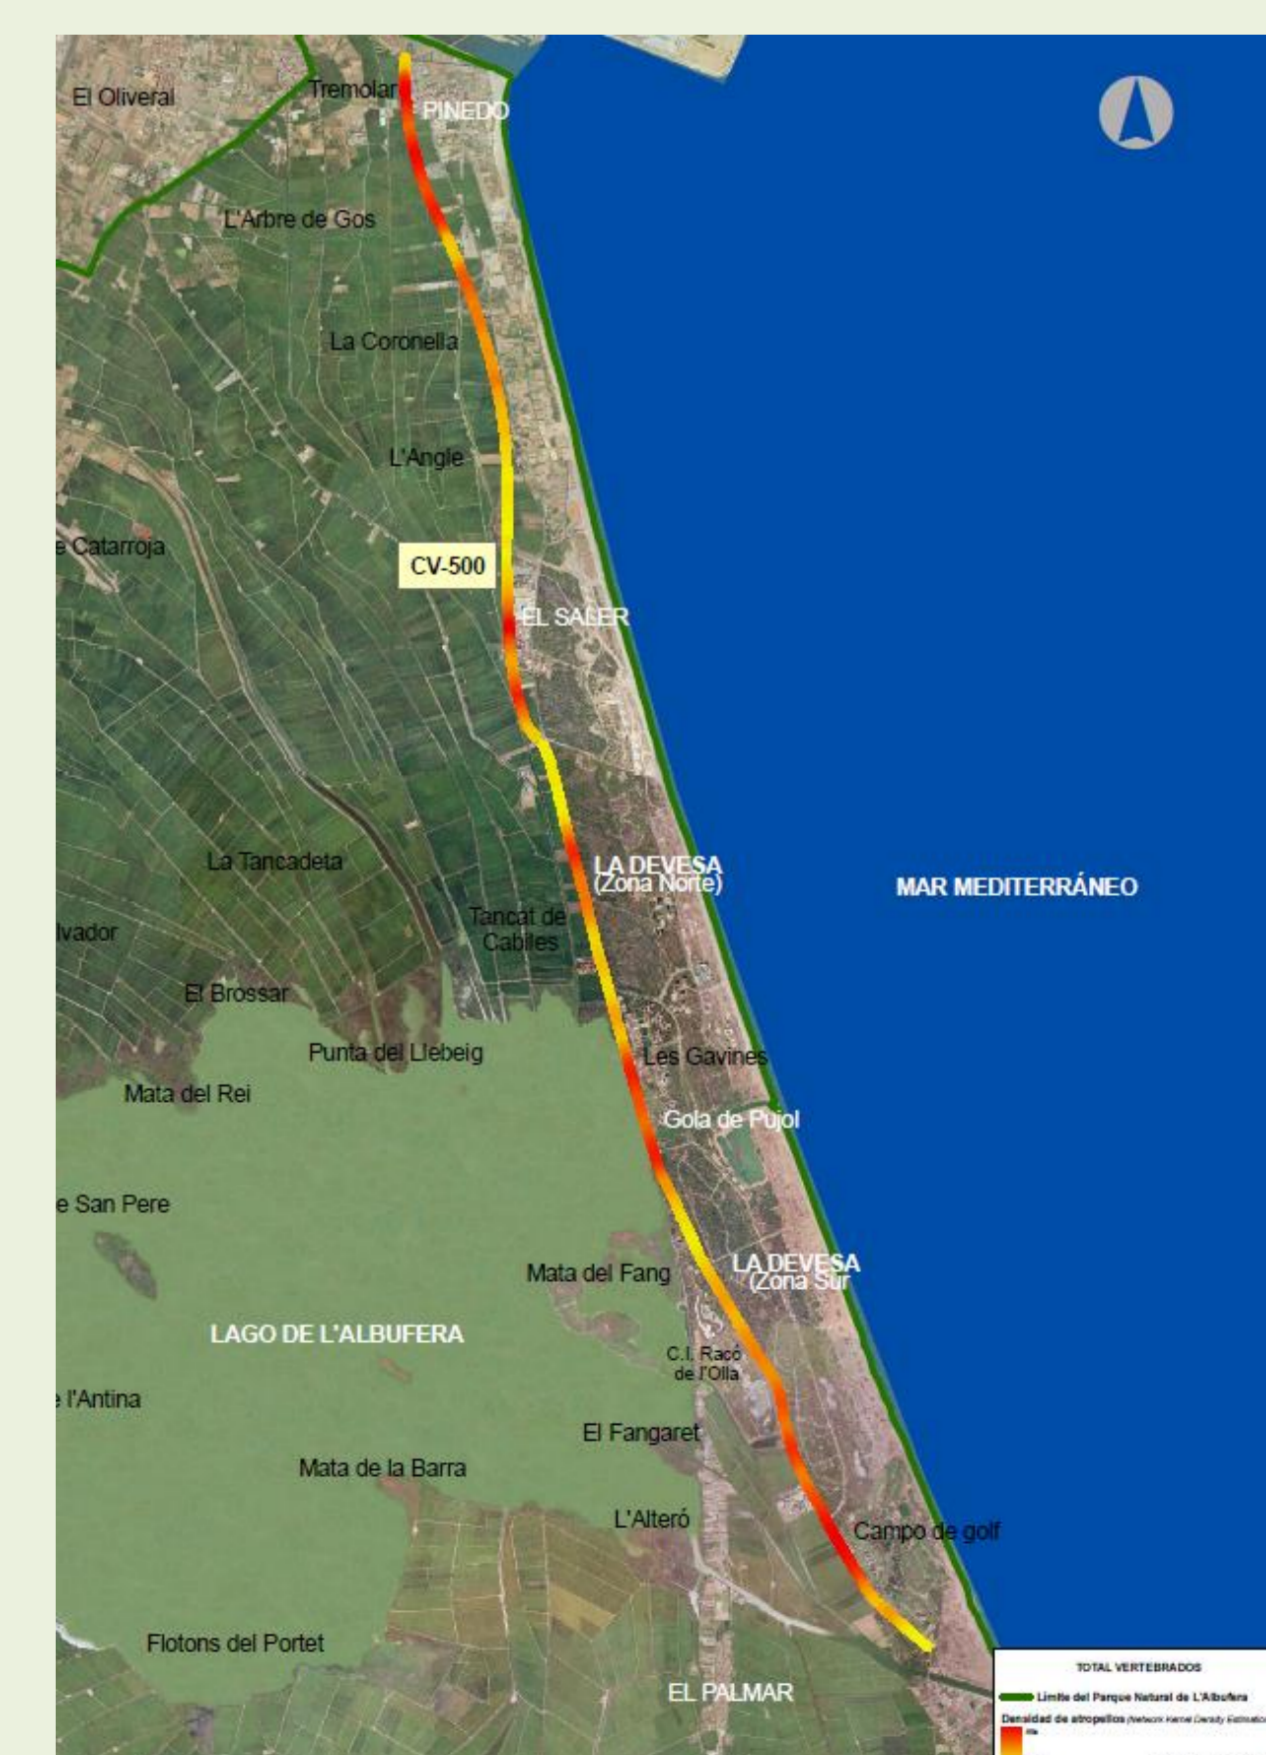 El Oliveral
Tremolar
PINEDO
L'Arbre de Gos
La Coronella
L'Angle
e Catarroja
CV-500
EL SALER
La Tancadeta
LA DEVESA
(Zona Norte)
MAR MEDITERRÁNEO
Tancat de
Cabiles
lvador
El Brossar
Punta del Llebeig
Les Gavines
Mata del Rei
Gola de Pujol
e San Pere
Mata del Fang
LA DEVESA
(Zona Sur
LAGO DE L'ALBUFERA
C.I. Racó
de l'Olla
l'Antina
El Fangaret
Mata de la Barra
L'Alteró
Campo de golf
Flotons del Portet
EL PALMAR
TOTAL VERTEBRADOS
Límite del Parque Natural de L'Albufera
Densidad de atropellos (Network Kernel Density Estimation